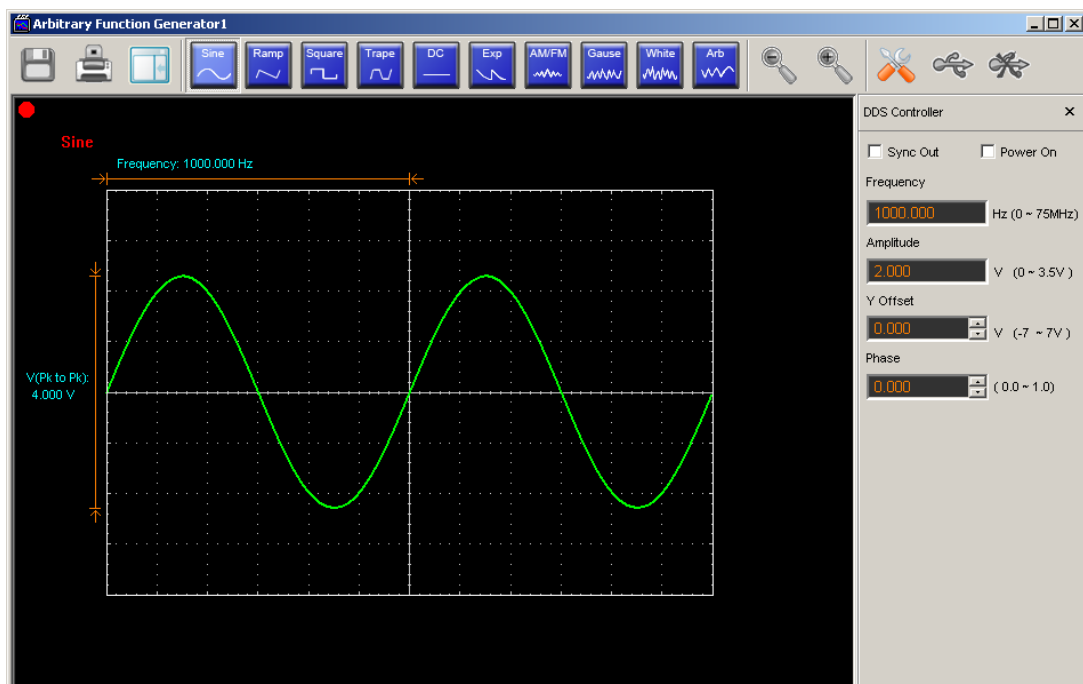 Arbitrary Function Generator1
Sine Ramp Square Trape DC Exp AM/FM Gause White Arb
Sine
Frequency: 1000.000 Hz
V(Pk to Pk):
4.000 V
DDS Controller
Sync Out Power On
Frequency
1000.000 Hz (0 ~ 75MHz)
Amplitude
2.000 V (0 ~ 3.5V )
Y Offset
0.000 V (-7 ~ 7V )
Phase
0.000 ( 0.0 ~ 1.0)